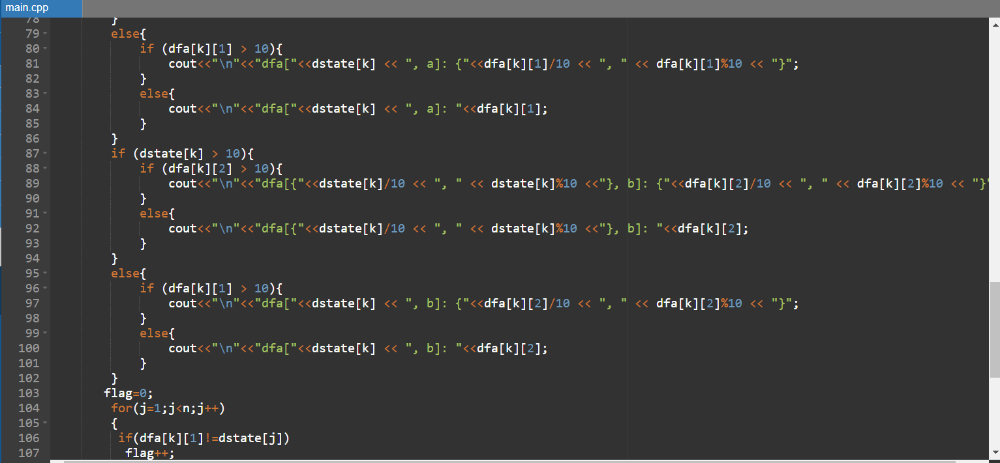 main.cpp
78 }
79 else{
80 if (dfa[k][1] > 10){
81 cout<<"\n"<<"dfa["<<dstate[k] << ", a]: {"<<dfa[k][1]/10 << ", " << dfa[k][1]%10 << "}";
82 }
83 else{
84 cout<<"\n"<<"dfa["<<dstate[k] << ", a]: "<<dfa[k][1];
85 }
86 }
87 if (dstate[k] > 10){
88 if (dfa[k][2] > 10){
89 cout<<"\n"<<"dfa[{"<<dstate[k]/10 << ", " << dstate[k]%10 <<"}, b]: {"<<dfa[k][2]/10 << ", " << dfa[k][2]%10 << "}"
90 }
91 else{
92 cout<<"\n"<<"dfa[{"<<dstate[k]/10 << ", " << dstate[k]%10 <<"}, b]: "<<dfa[k][2];
93 }
94 }
95 else{
96 if (dfa[k][1] > 10){
97 cout<<"\n"<<"dfa["<<dstate[k] << ", b]: {"<<dfa[k][2]/10 << ", " << dfa[k][2]%10 << "}";
98 }
99 else{
100 cout<<"\n"<<"dfa["<<dstate[k] << ", b]: "<<dfa[k][2];
101 }
102 }
103 flag=0;
104 for(j=1;j<n;j++)
105 {
106 if(dfa[k][1]!=dstate[j])
107 flag++;